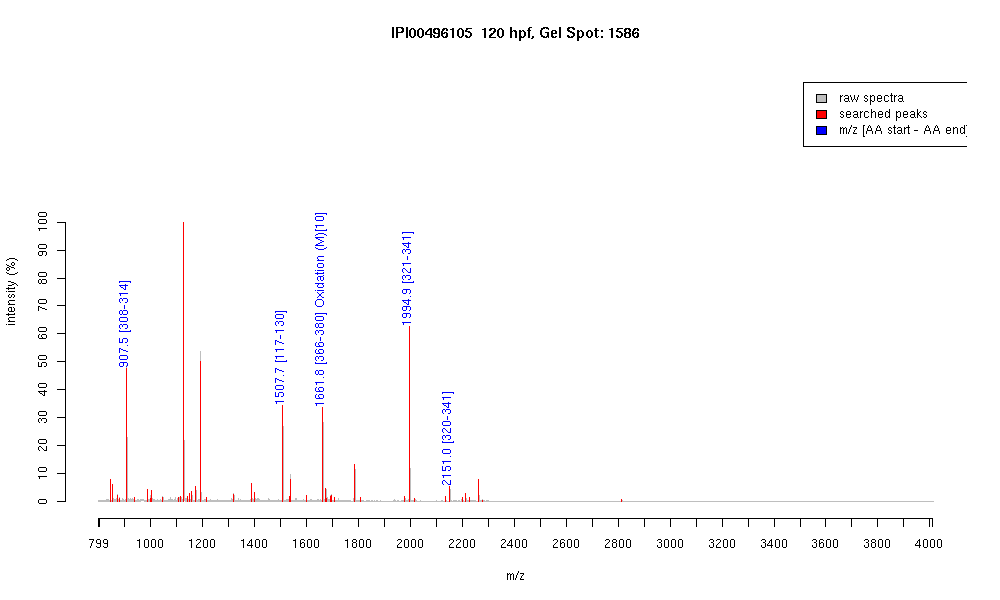 IPI00496105  120 hpf, Gel Spot: 1586
raw spectra
searched peaks
m/z [AA start - AA end]
intensity (%)
100
90
80
70
60
50
40
30
20
10
0
907.5 [308-314]
1507.7 [117-130]
1661.8 [366-380] Oxidation (M)[10]
1994.9 [321-341]
2151.0 [320-341]
799 1000 1200 1400 1600 1800 2000 2200 2400 2600 2800 3000 3200 3400 3600 3800 4000
m/z